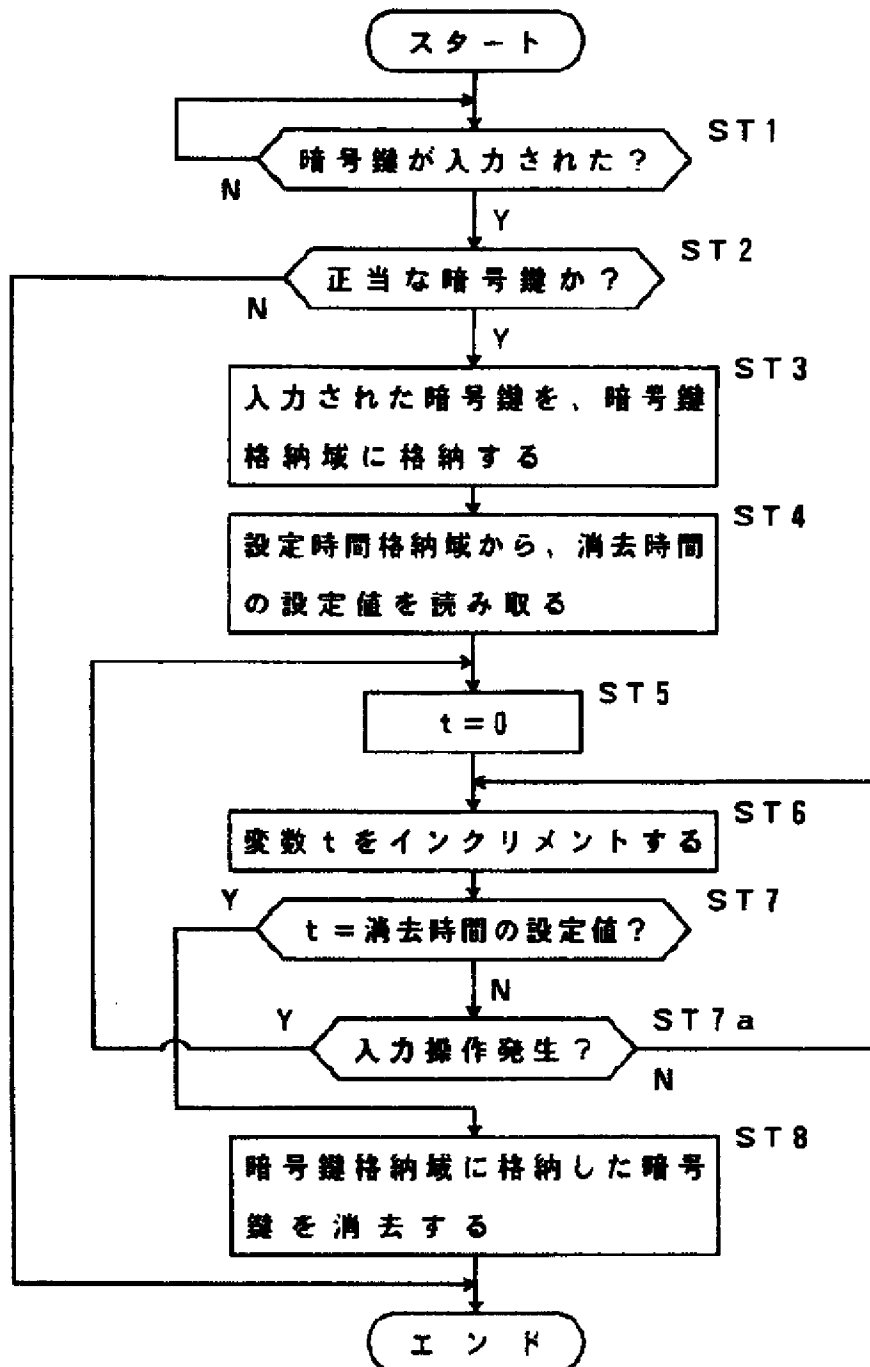 スタート
ST1
暗号鍵が入力された?
N
Y
ST2
正当な暗号鍵か?
N
Y
ST3
入力された暗号鍵を、暗号鍵
格納域に格納する
ST4
設定時間格納域から、消去時間
の設定値を読み取る
ST5
t=0
ST6
変数tをインクリメントする
Y
ST7
t=消去時間の設定値?
N
Y
ST7a
入力操作発生?
N
ST8
暗号鍵格納域に格納した暗号
鍵を消去する
エンド